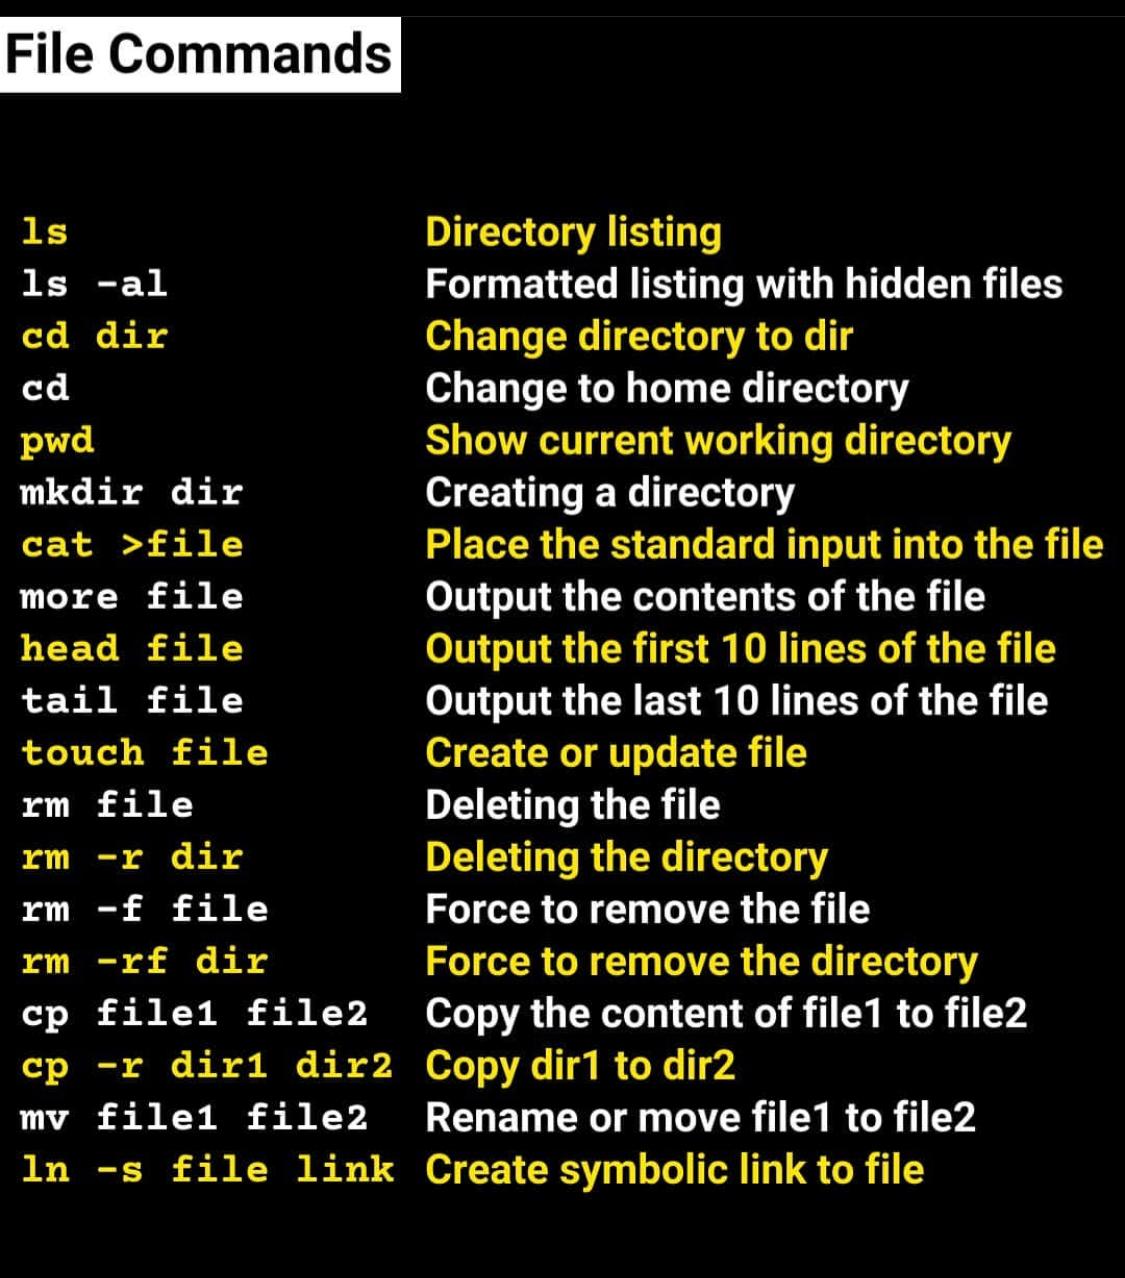 File Commands
ls Directory listing
ls -al Formatted listing with hidden files
cd dir Change directory to dir
cd Change to home directory
pwd Show current working directory
mkdir dir Creating a directory
cat >file Place the standard input into the file
more file Output the contents of the file
head file Output the first 10 lines of the file
tail file Output the last 10 lines of the file
touch file Create or update file
rm file Deleting the file
rm -r dir Deleting the directory
rm -f file Force to remove the file
rm -rf dir Force to remove the directory
cp file1 file2 Copy the content of file1 to file2
cp -r dir1 dir2 Copy dir1 to dir2
mv file1 file2 Rename or move file1 to file2
ln -s file link Create symbolic link to file